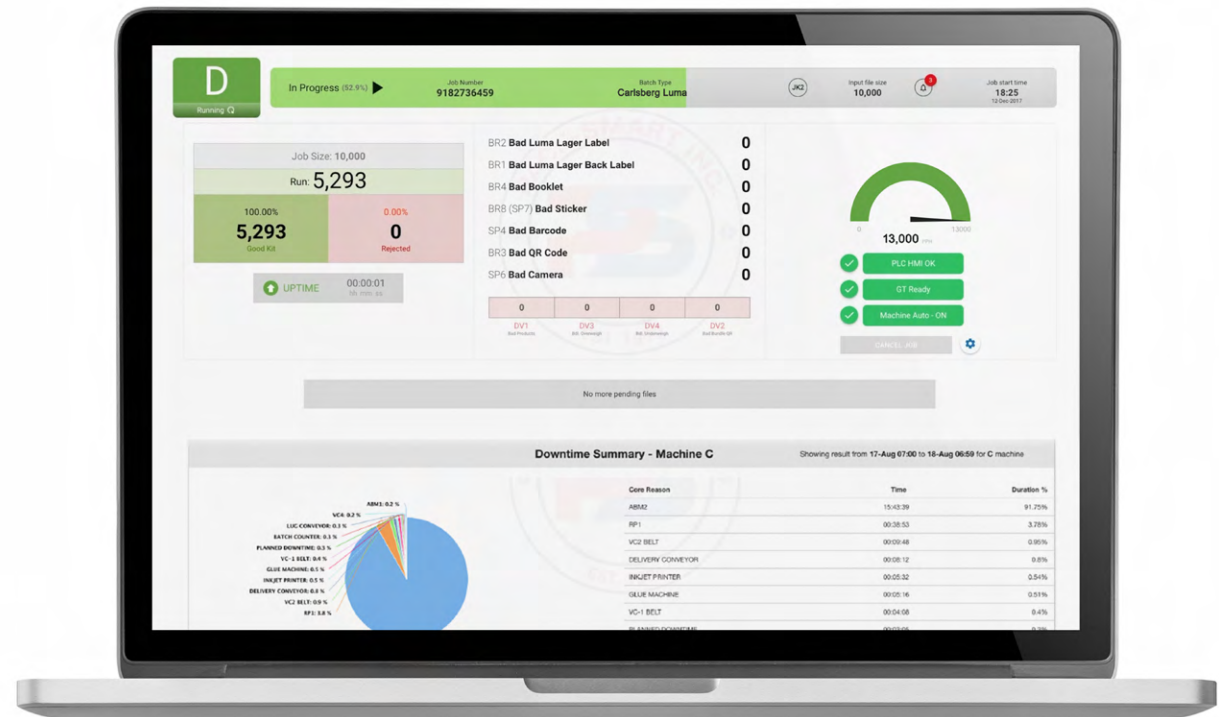 D
Running
In Progress (52.9%)
Job Number
9182736459
Batch Type
Carlsberg Luma
JK2
Input file size
10,000
3
Job start time
18:25
12-Dec-2017
Job Size: 10,000
Run: 5,293
100.00%
5,293
Good Kit
0.00%
0
Rejected
UPTIME
00:00:01
hh mm ss
BR2 Bad Luma Lager Label 0
BR1 Bad Luma Lager Back Label 0
BR4 Bad Booklet 0
BR8 (SP7) Bad Sticker 0
SP4 Bad Barcode 0
BR3 Bad QR Code 0
SP6 Bad Camera 0
0 0 0 0
DV1 DV3 DV4 DV2
0 13000
13,000
PLC HMI OK
GT Ready
Machine Auto - ON
CANCEL JOB
No more pending files
Downtime Summary - Machine C
Showing result from 17-Aug 07:00 to 18-Aug 06:59 for C machine
ABM3: 0.2 %
VC4: 0.2 %
LUG CONVEYOR: 0.3 %
BATCH COUNTER: 0.3 %
PLANNED DOWNTIME: 0.3 %
VC-1 BELT: 0.4 %
GLUE MACHINE: 0.5 %
INKJET PRINTER: 0.5 %
DELIVERY CONVEYOR: 0.8 %
VC2 BELT: 0.9 %
RP1: 3.8 %
Core Reason Time Duration %
ABM2 15:43:39 91.75%
RP1 00:38:53 3.78%
VC2 BELT 00:09:48 0.95%
DELIVERY CONVEYOR 00:08:12 0.8%
INKJET PRINTER 00:05:32 0.54%
GLUE MACHINE 00:05:16 0.51%
VC-1 BELT 00:04:08 0.4%
PLANNED DOWNTIME